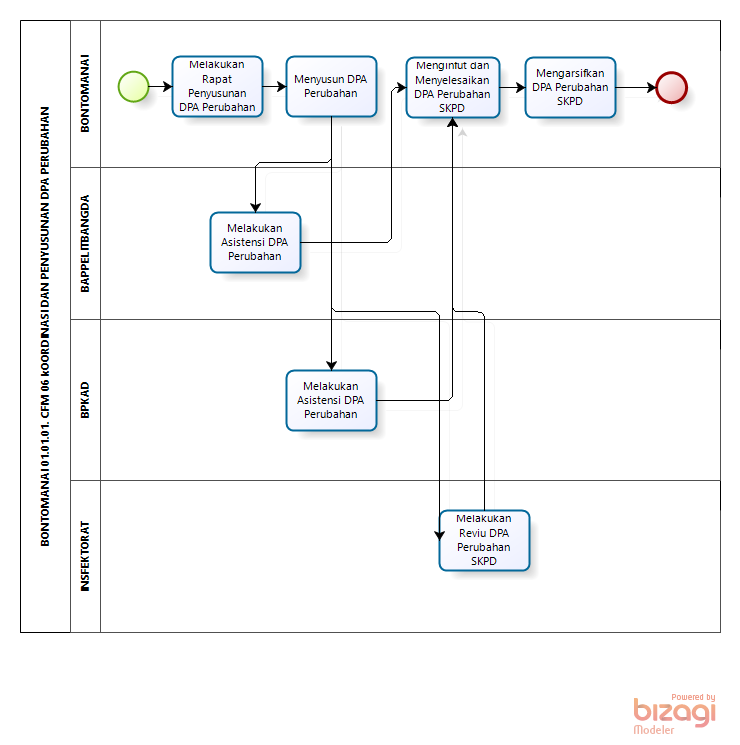 BONTOMANAI 01.01.01. CFM 06 KOORDINASI DAN PENYUSUNAN DPA PERUBAHAN
BONTOMANAI
Melakukan
Rapat
Penyusunan
DPA Perubahan
Menyusun DPA
Perubahan
Menginfut dan
Menyelesaikan
DPA Perubahan
SKPD
Mengarsifkan
DPA Perubahan
SKPD
BAPPELITBANGDA
Melakukan
Asistensi DPA
Perubahan
BPKAD
Melakukan
Asistensi DPA
Perubahan
INSFEKTORAT
Melakukan
Reviu DPA
Perubahan
SKPD
Powered by
bizagi
Modeler